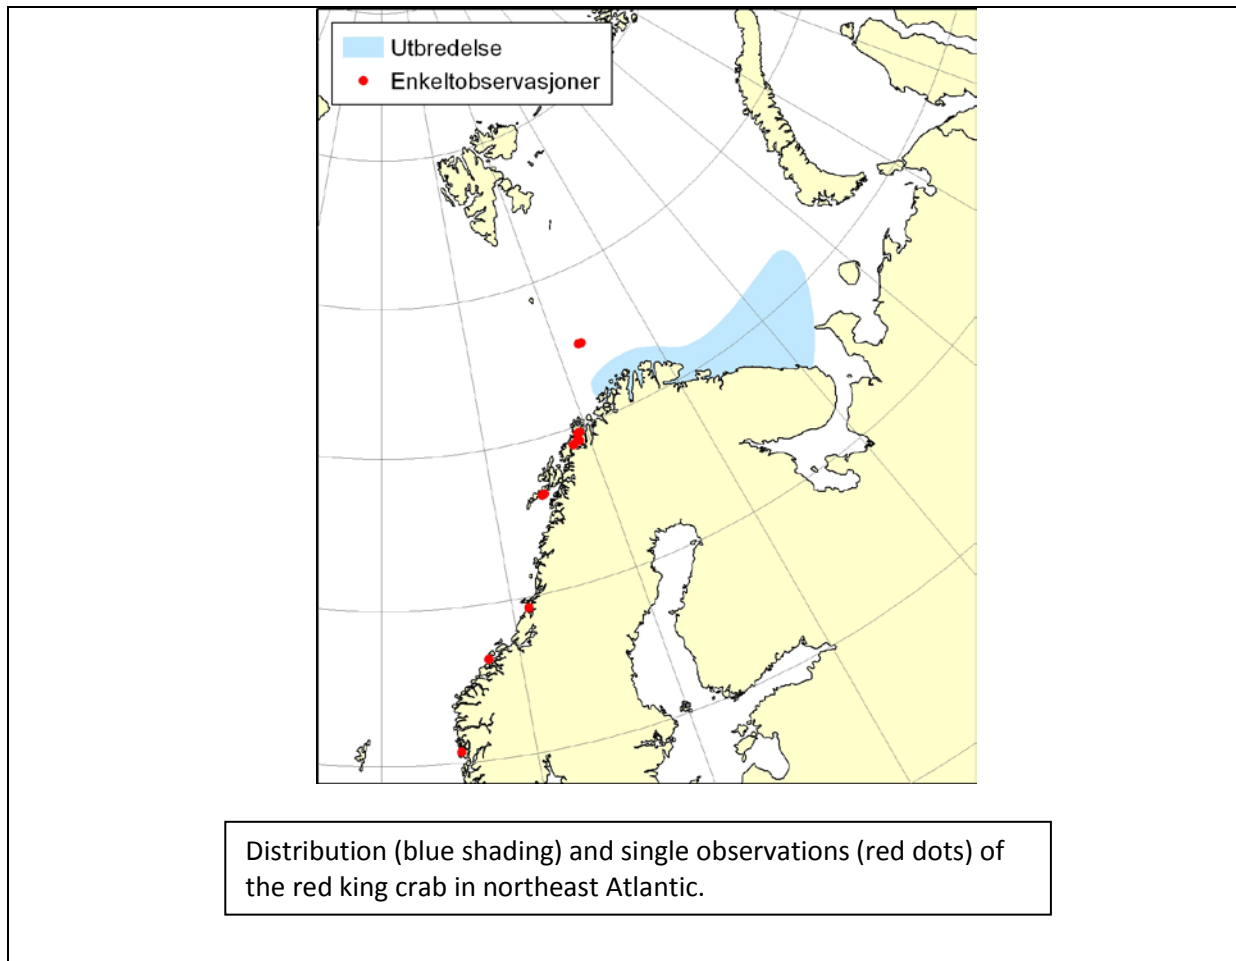 Utbredelse
Enkeltobservasjoner
Distribution (blue shading) and single observations (red dots) of
the red king crab in northeast Atlantic.